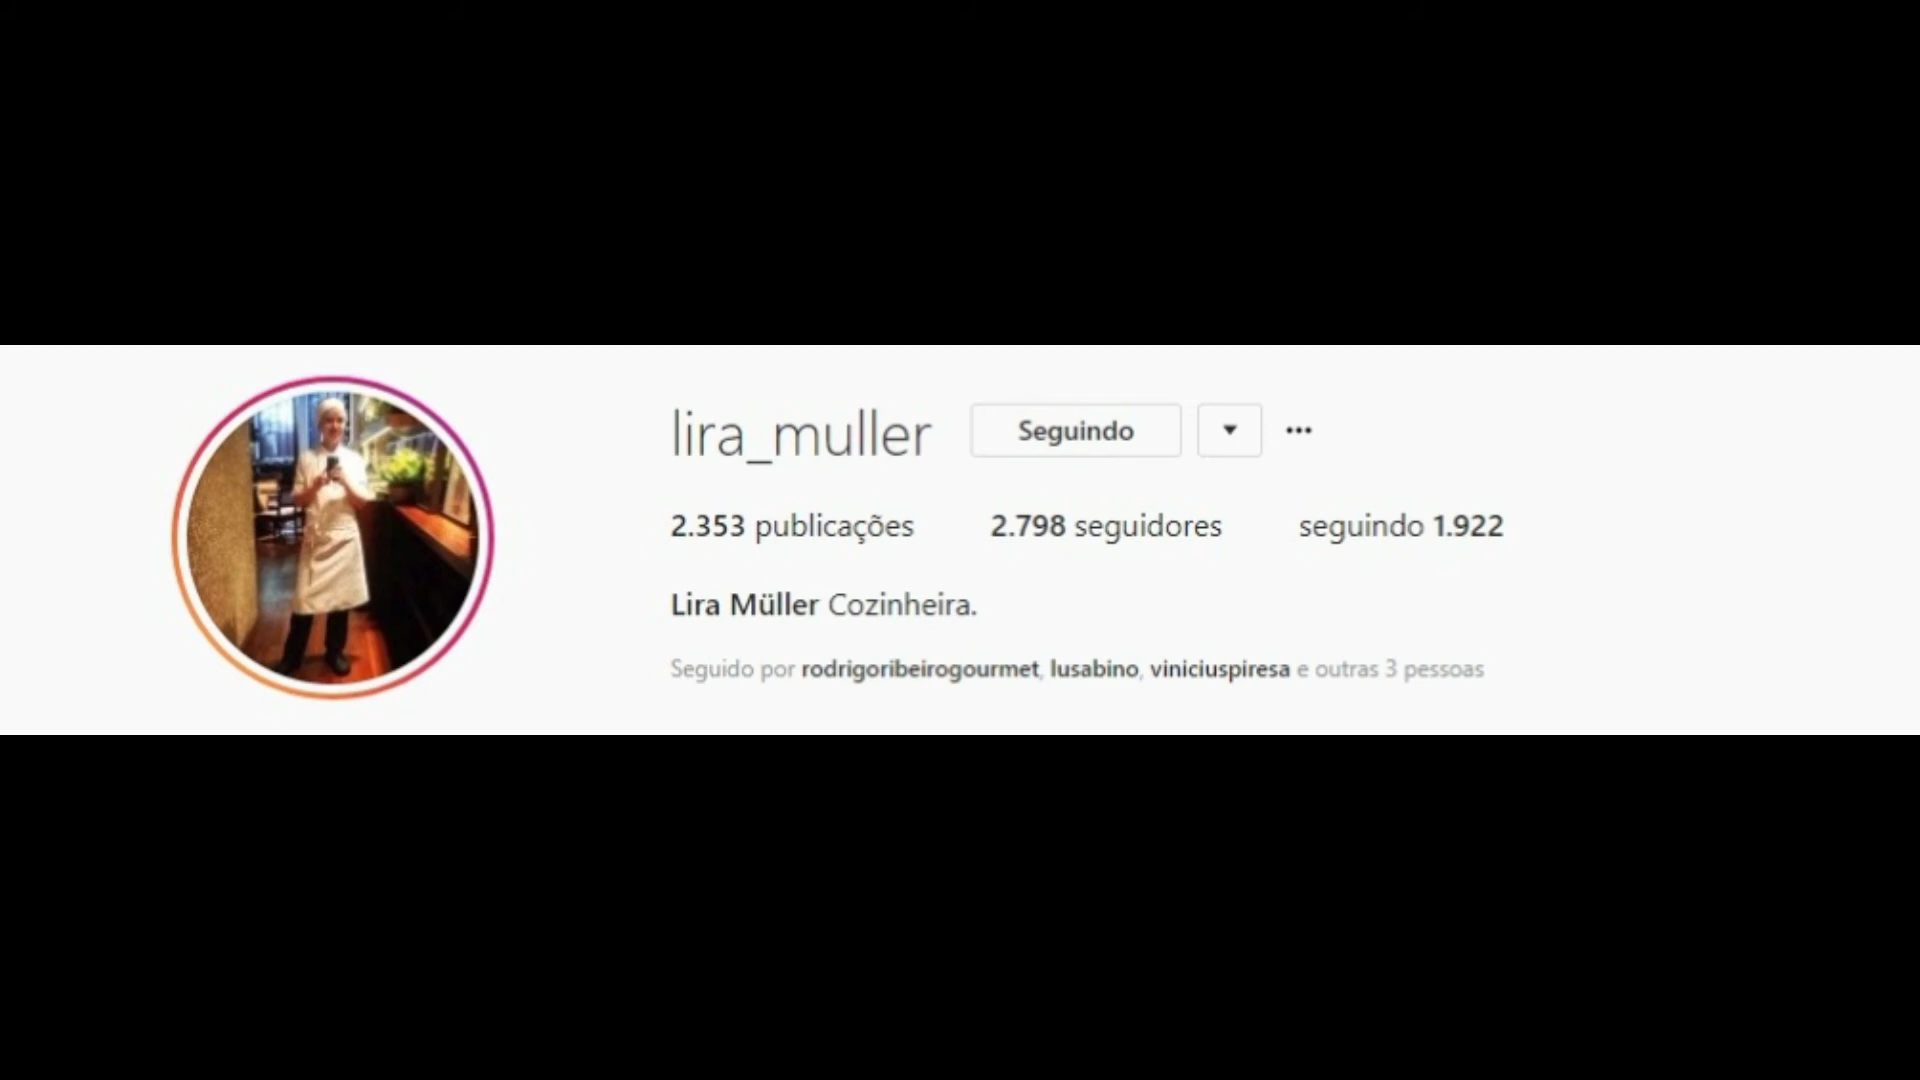 lira_muller Seguindo
2.353 publicações 2.798 seguidores seguindo 1.922
Lira Müller Cozinheira.
Seguido por rodrigoribeirogourmet, lusabino, viniciuspiresa e outras 3 pessoas